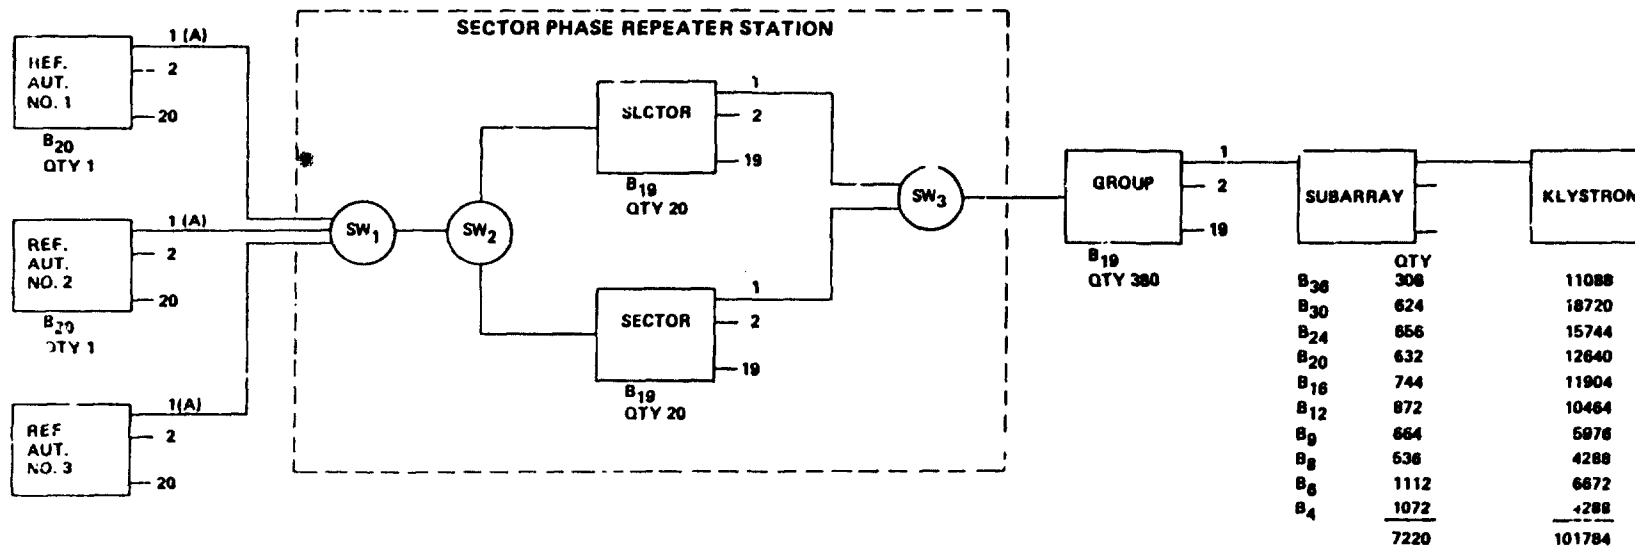 SECTOR PHASE REPEATER STATION
1 (A)
REF.
AUT.
NO. 1
2
20
B20
QTY 1
1 (A)
REF.
AUT.
NO. 2
2
20
B20
QTY 1
1(A)
REF
AUT.
NO. 3
2
20
SW1
SW2
SECTOR
1
2
19
B19
QTY 20
SECTOR
1
2
19
B19
QTY 20
SW3
GROUP
1
2
19
B19
QTY 380
SUBARRAY
KLYSTRON
QTY
B36 308 11088
B30 624 18720
B24 656 15744
B20 632 12640
B16 744 11904
B12 872 10464
B9 664 5976
B8 536 4288
B6 1112 6672
B4 1072 4288
7220 101784